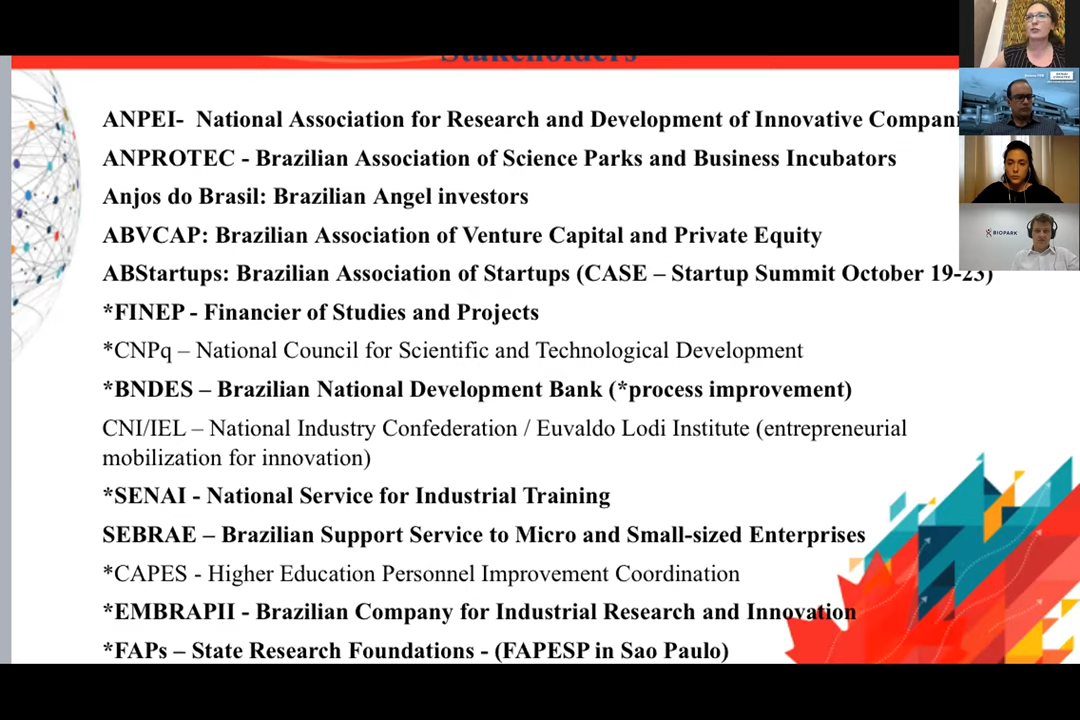 Stakeholders
ANPEI- National Association for Research and Development of Innovative Compani
ANPROTEC - Brazilian Association of Science Parks and Business Incubators
Anjos do Brasil: Brazilian Angel investors
ABVCAP: Brazilian Association of Venture Capital and Private Equity
ABStartups: Brazilian Association of Startups (CASE – Startup Summit October 19-23)
*FINEP - Financier of Studies and Projects
*CNPq – National Council for Scientific and Technological Development
*BNDES – Brazilian National Development Bank (*process improvement)
CNI/IEL – National Industry Confederation / Euvaldo Lodi Institute (entrepreneurial
mobilization for innovation)
*SENAI - National Service for Industrial Training
SEBRAE – Brazilian Support Service to Micro and Small-sized Enterprises
*CAPES - Higher Education Personnel Improvement Coordination
*EMBRAPII - Brazilian Company for Industrial Research and Innovation
*FAPs – State Research Foundations - (FAPESP in Sao Paulo)
BIOPARK